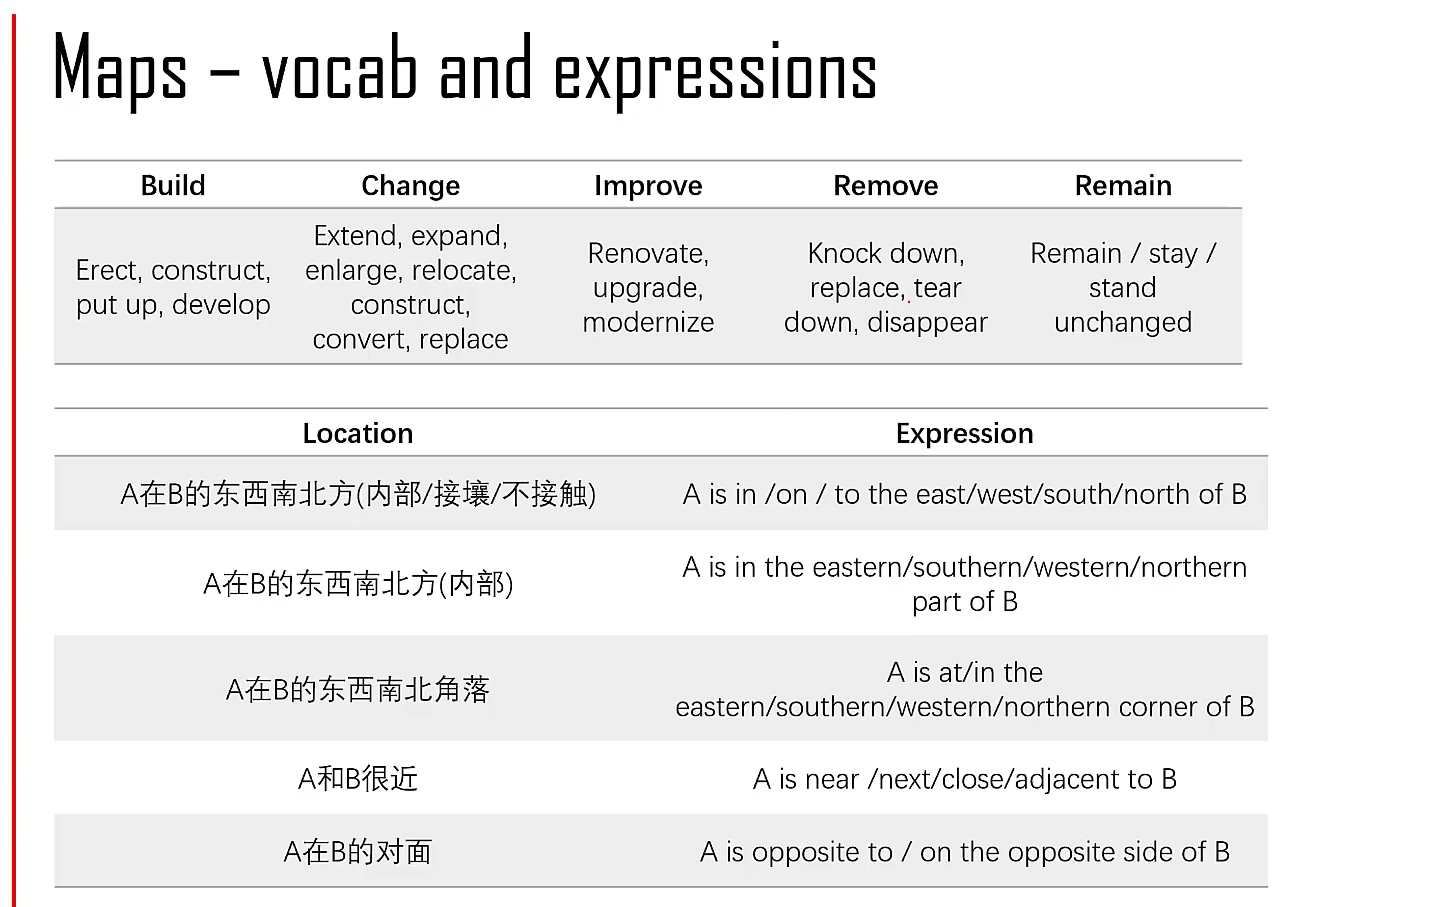 Maps – vocab and expressions
Build Change Improve Remove Remain
Erect, construct,
put up, develop
Extend, expand,
enlarge, relocate,
construct,
convert, replace
Renovate,
upgrade,
modernize
Knock down,
replace, tear
down, disappear
Remain / stay /
stand
unchanged
Location Expression
A在B的东西南北方(内部/接壤/不接触) A is in /on / to the east/west/south/north of B
A在B的东西南北方(内部) A is in the eastern/southern/western/northern
part of B
A在B的东西南北角落 A is at/in the
eastern/southern/western/northern corner of B
A和B很近 A is near /next/close/adjacent to B
A在B的对面 A is opposite to / on the opposite side of B